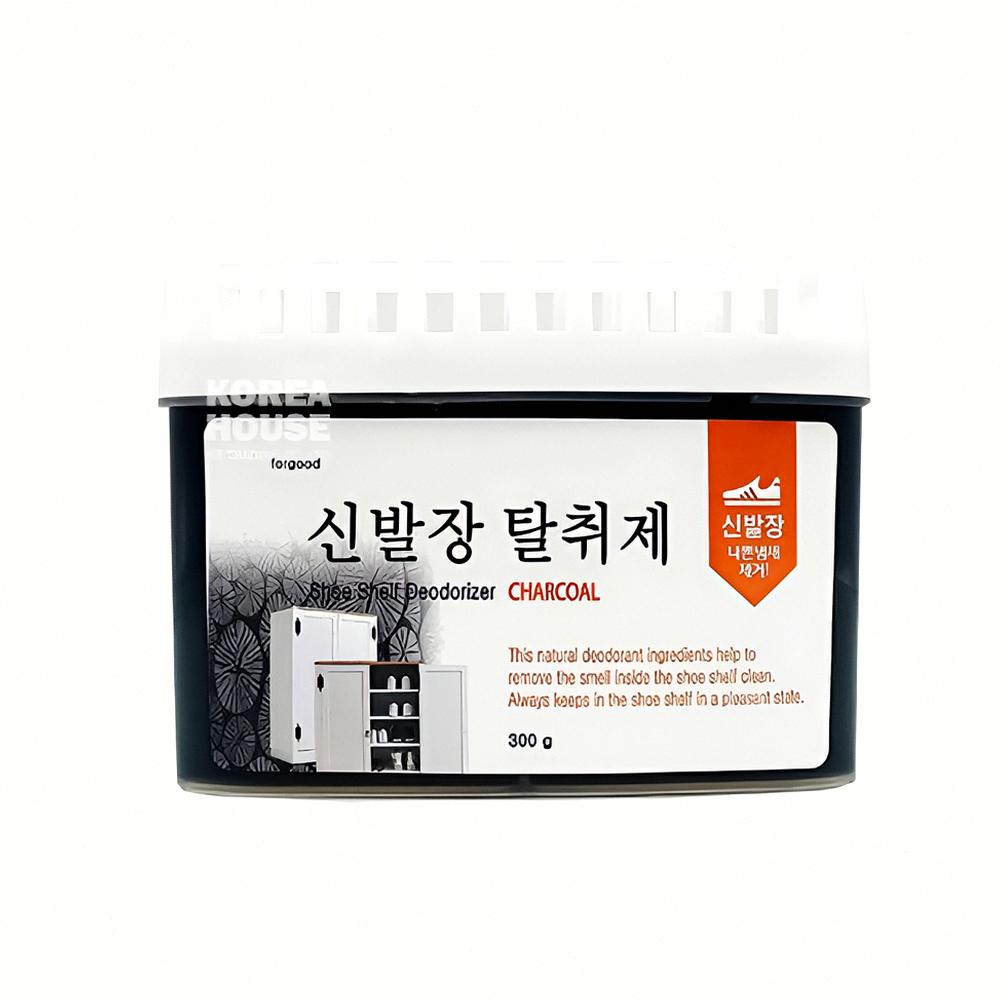 KOREA
HOUSE
forgood
신발장 탈취제
Shoe Shelf Deodorizer CHARCOAL
신발장
나쁜냄새
제거!
This natural deodorant ingredients help to
remove the smell inside the shoe shelf clean.
Always keeps in the shoe shelf in a pleasant state.
300 g